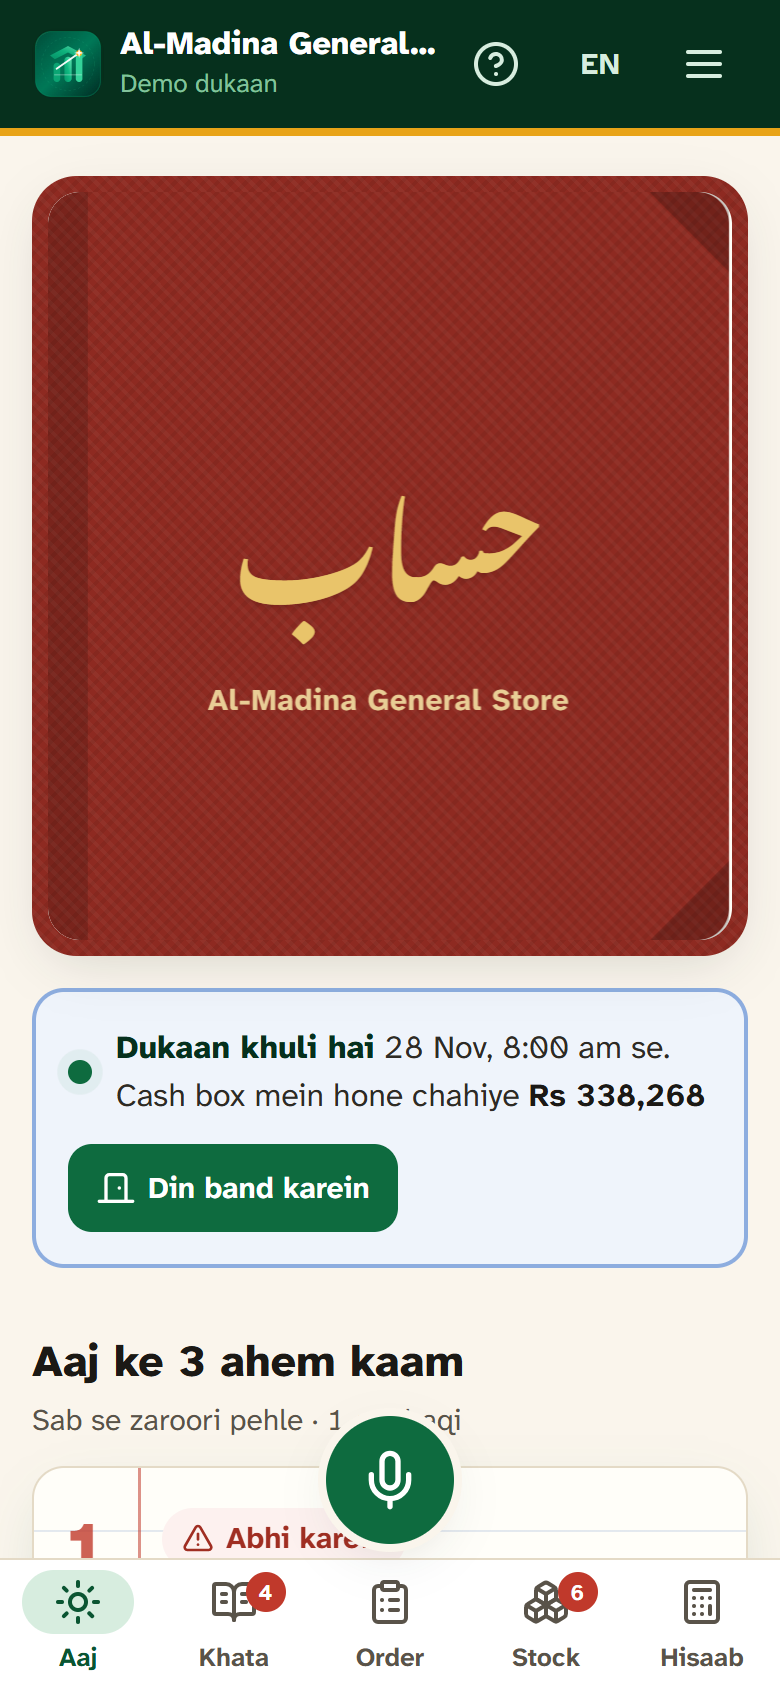 Al-Madina General...
Demo dukaan
EN
حساب
Al-Madina General Store
Dukaan khuli hai 28 Nov, 8:00 am se.
Cash box mein hone chahiye Rs 338,268
Din band karein
Aaj ke 3 ahem kaam
Sab se zaroori pehle · 1
1
Abhi
4
6
Aaj
Khata
Order
Stock
Hisaab